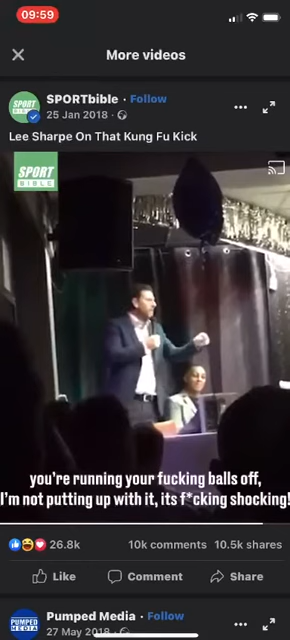 09:59
More videos
SPORTbible · Follow
25 Jan 2018 ·
Lee Sharpe On That Kung Fu Kick
SPORT
BIBLE
you're running your fucking balls off,
I'm not putting up with it, its f*cking shocking!
26.8k
10k comments 10.5k shares
Like
Comment
Share
PUMPED
MEDIA
Pumped Media · Follow
27 May 2018 ·